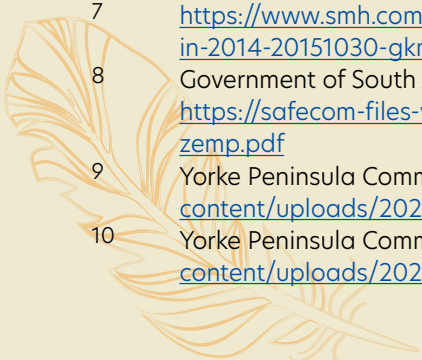 7 https://www.smh.com
in-2014-20151030-gk
8 Government of South
https://safecom-files-
zemp.pdf
9 Yorke Peninsula Comm
content/uploads/202
10 Yorke Peninsula Comm
content/uploads/202